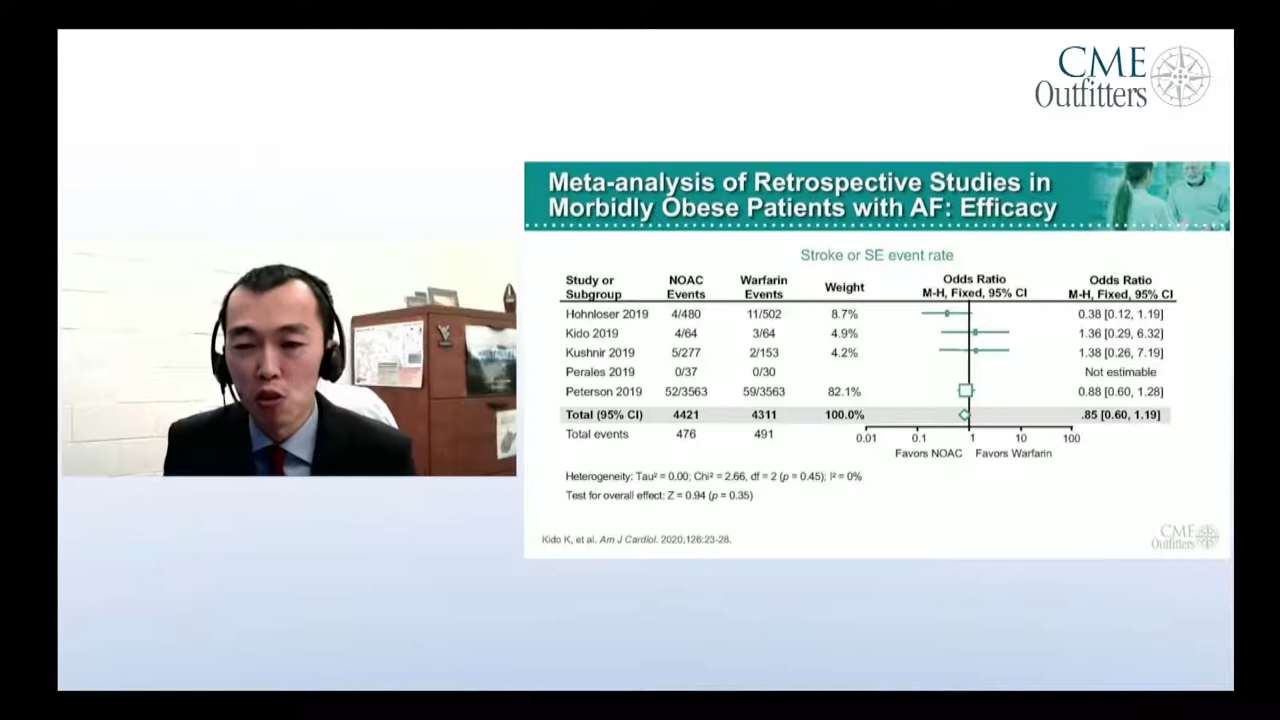 CME
Outfitters
Meta-analysis of Retrospective Studies in
Morbidly Obese Patients with AF: Efficacy
Stroke or SE event rate
Study or Subgroup NOAC Events Warfarin Events Weight Odds Ratio M-H, Fixed, 95% CI Odds Ratio M-H, Fixed, 95% CI
Hohnloser 2019 4/480 11/502 8.7% 0.38 [0.12, 1.19]
Kido 2019 4/64 3/64 4.9% 1.36 [0.29, 6.32]
Kushnir 2019 5/277 2/153 4.2% 1.38 [0.26, 7.19]
Perales 2019 0/37 0/30 Not estimable
Peterson 2019 52/3563 59/3563 82.1% 0.88 [0.60, 1.28]
Total (95% CI) 4421 4311 100.0% .85 [0.60, 1.19]
Total events 476 491
0.01 0.1 1 10 100
Favors NOAC Favors Warfarin
Heterogeneity: Tau² = 0.00; Chi² = 2.66, df = 2 (p = 0.45); I² = 0%
Test for overall effect: Z = 0.94 (p = 0.35)
Kido K, et al. Am J Cardiol. 2020;126:23-28.
CME
Outfitters